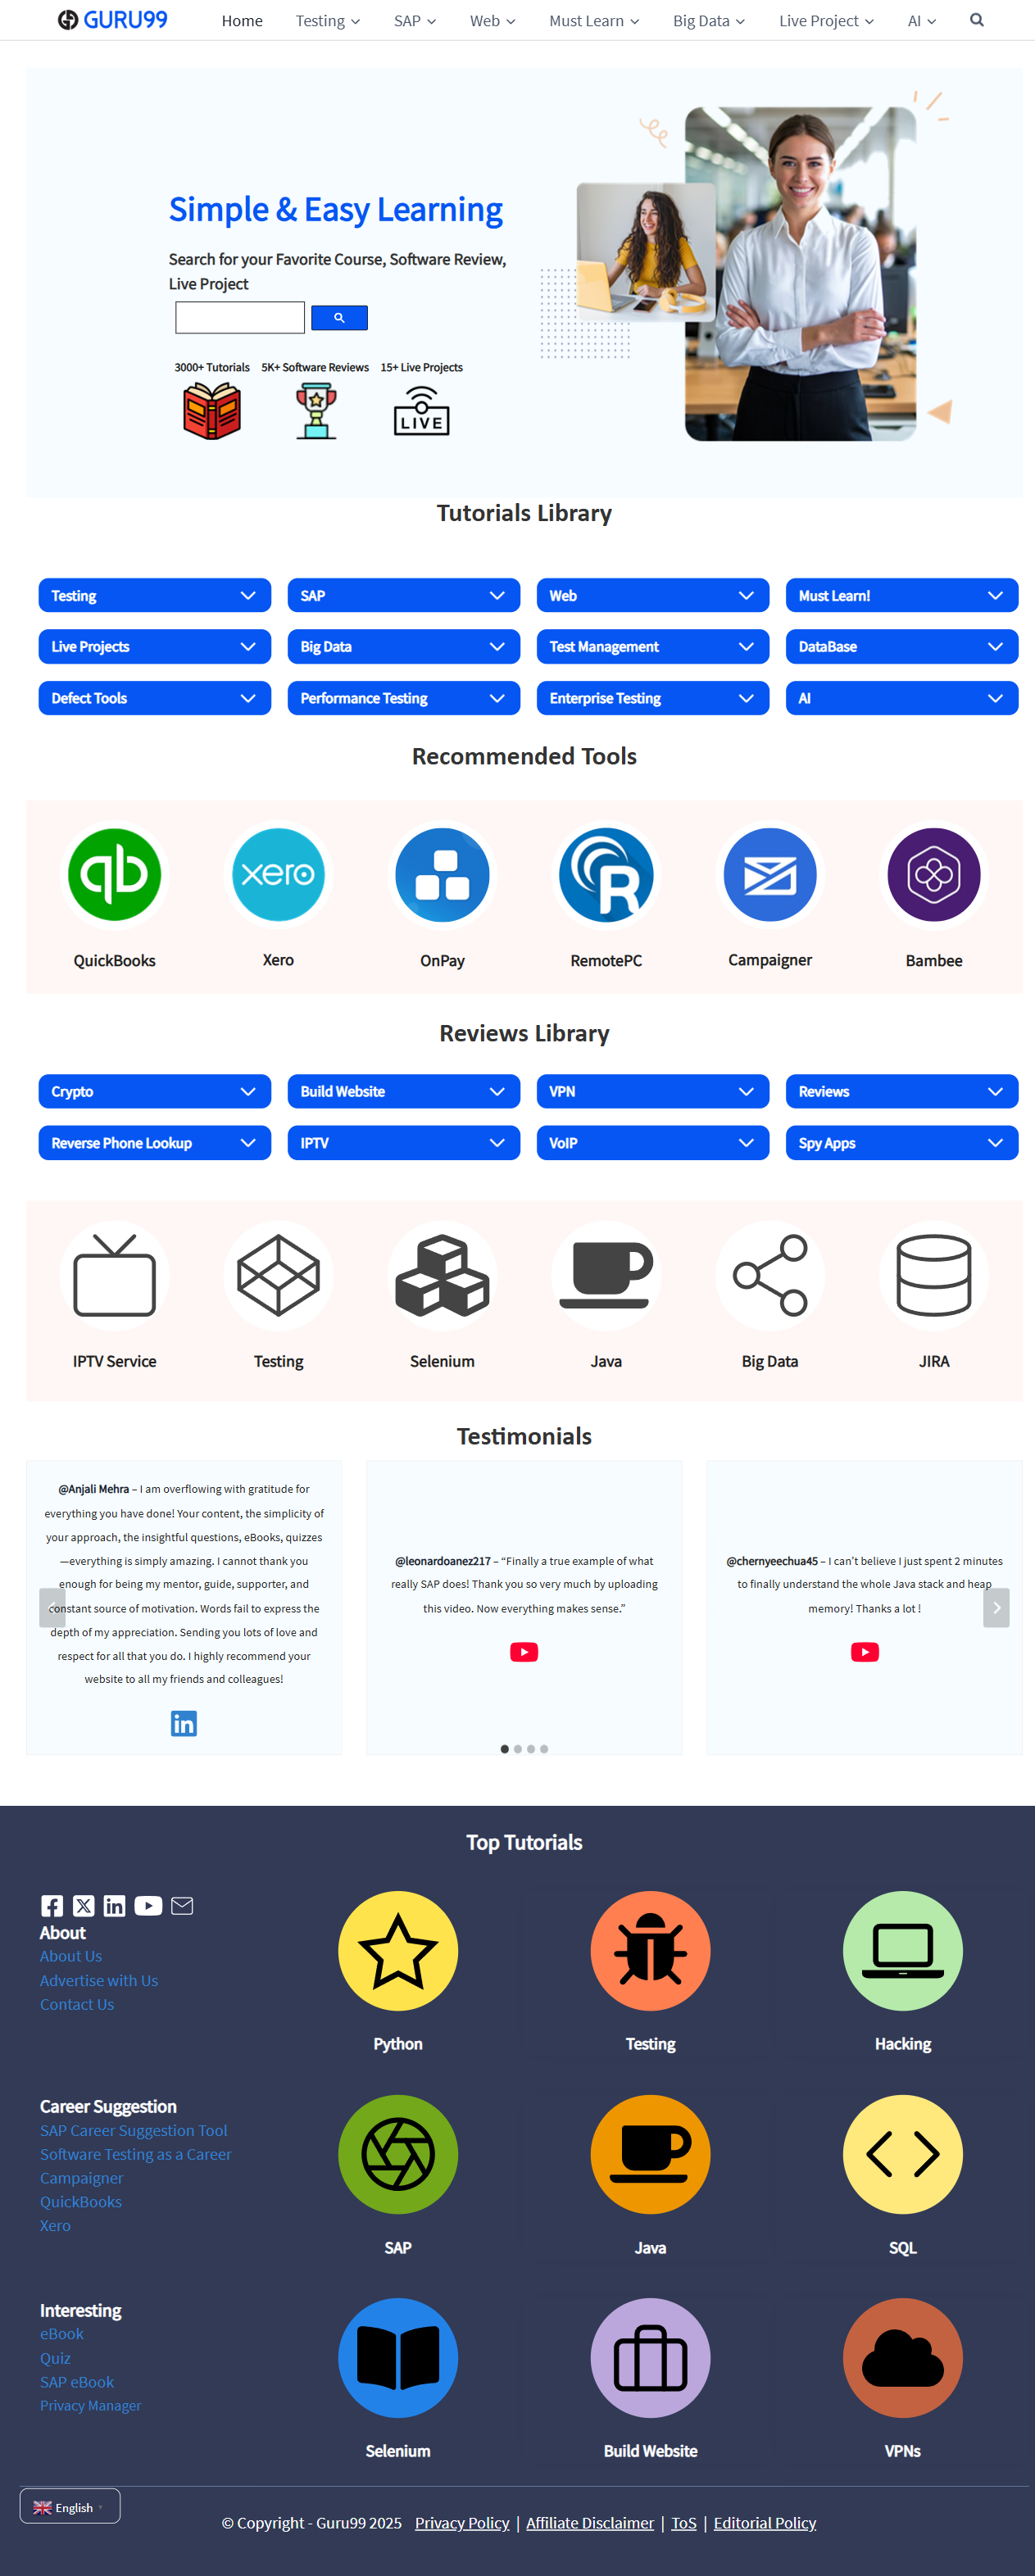 GURU99
Home Testing SAP Web Must Learn Big Data Live Project AI
Simple & Easy Learning
Search for your Favorite Course, Software Review,
Live Project
3000+ Tutorials 5K+ Software Reviews 15+ Live Projects
LIVE
Tutorials Library
Testing SAP Web Must Learn!
Live Projects Big Data Test Management DataBase
Defect Tools Performance Testing Enterprise Testing AI
Recommended Tools
qb xero R
QuickBooks Xero OnPay RemotePC Campaigner Bambee
Reviews Library
Crypto Build Website VPN Reviews
Reverse Phone Lookup IPTV VoIP Spy Apps
IPTV Service Testing Selenium Java Big Data JIRA
Testimonials
@Anjali Mehra – I am overflowing with gratitude for
everything you have done! Your content, the simplicity of
your approach, the insightful questions, eBooks, quizzes
—everything is simply amazing. I cannot thank you
enough for being my mentor, guide, supporter, and
constant source of motivation. Words fail to express the
depth of my appreciation. Sending you lots of love and
respect for all that you do. I highly recommend your
website to all my friends and colleagues!
in
@leonardoanez217 – “Finally a true example of what
really SAP does! Thank you so very much by uploading
this video. Now everything makes sense.”
@chernyeechua45 – I can’t believe I just spent 2 minutes
to finally understand the whole Java stack and heap
memory! Thanks a lot !
Top Tutorials
About
About Us
Advertise with Us
Contact Us
Python Testing Hacking
Career Suggestion
SAP Career Suggestion Tool
Software Testing as a Career
Campaigner
QuickBooks
Xero
SAP Java SQL
Interesting
eBook
Quiz
SAP eBook
Privacy Manager
Selenium Build Website VPNs
English
© Copyright - Guru99 2025 Privacy Policy | Affiliate Disclaimer | ToS | Editorial Policy